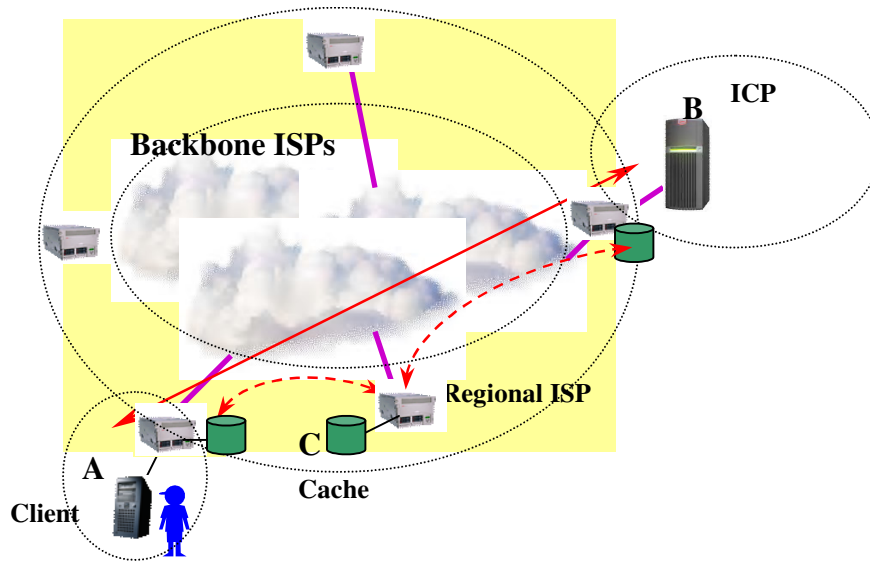 ICP
B
Backbone ISPs
Regional ISP
C
A
Cache
Client